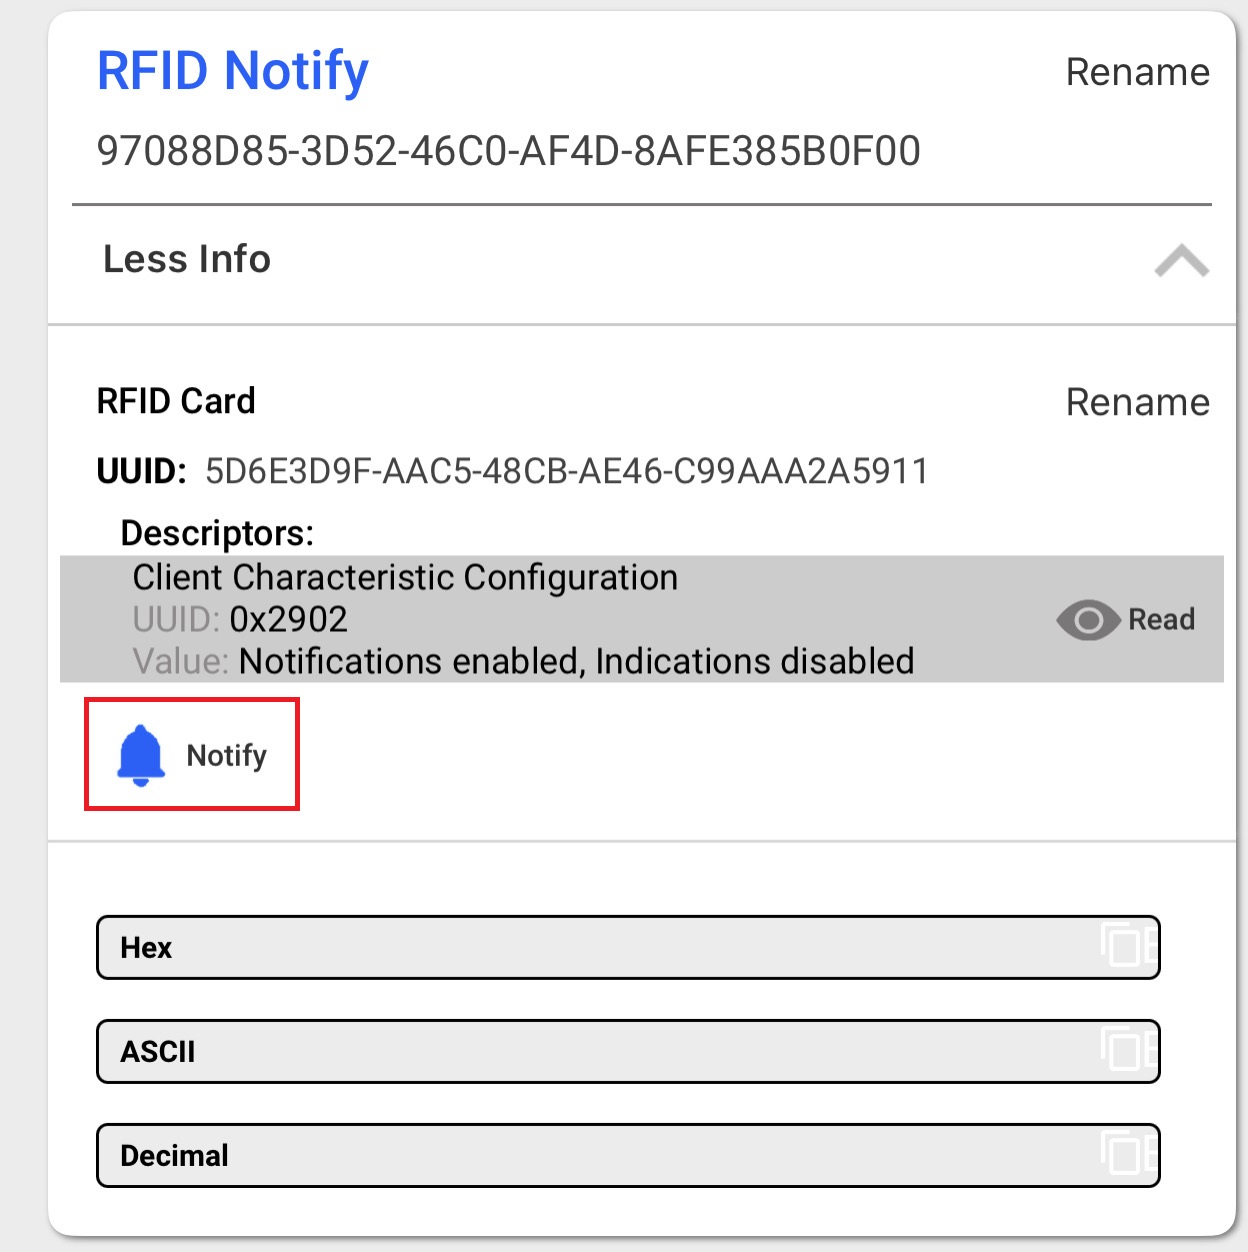 RFID Notify
Rename
97088D85-3D52-46C0-AF4D-8AFE385B0F00
Less Info
RFID Card
Rename
UUID: 5D6E3D9F-AAC5-48CB-AE46-C99AAA2A5911
Descriptors:
Client Characteristic Configuration
UUID: 0x2902
Read
Value: Notifications enabled, Indications disabled
Notify
Hex
ASCII
Decimal